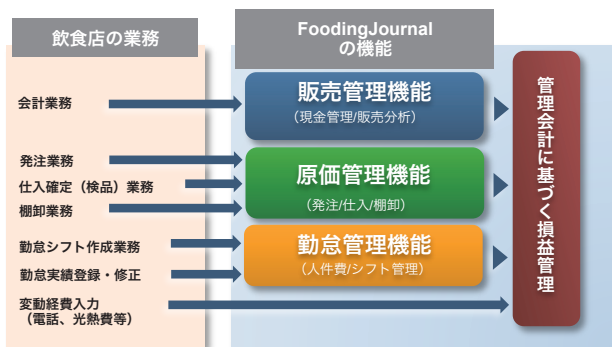 飲食店の業務
FoodingJournal
の機能
会計業務
発注業務
仕入確定（検品）業務
棚卸業務
勤怠シフト作成業務
勤怠実績登録・修正
変動経費入力
（電話、光熱費等）
販売管理機能
（現金管理/販売分析）
原価管理機能
（発注/仕入/棚卸）
勤怠管理機能
（人件費/シフト管理）
管理会計に基づく損益管理